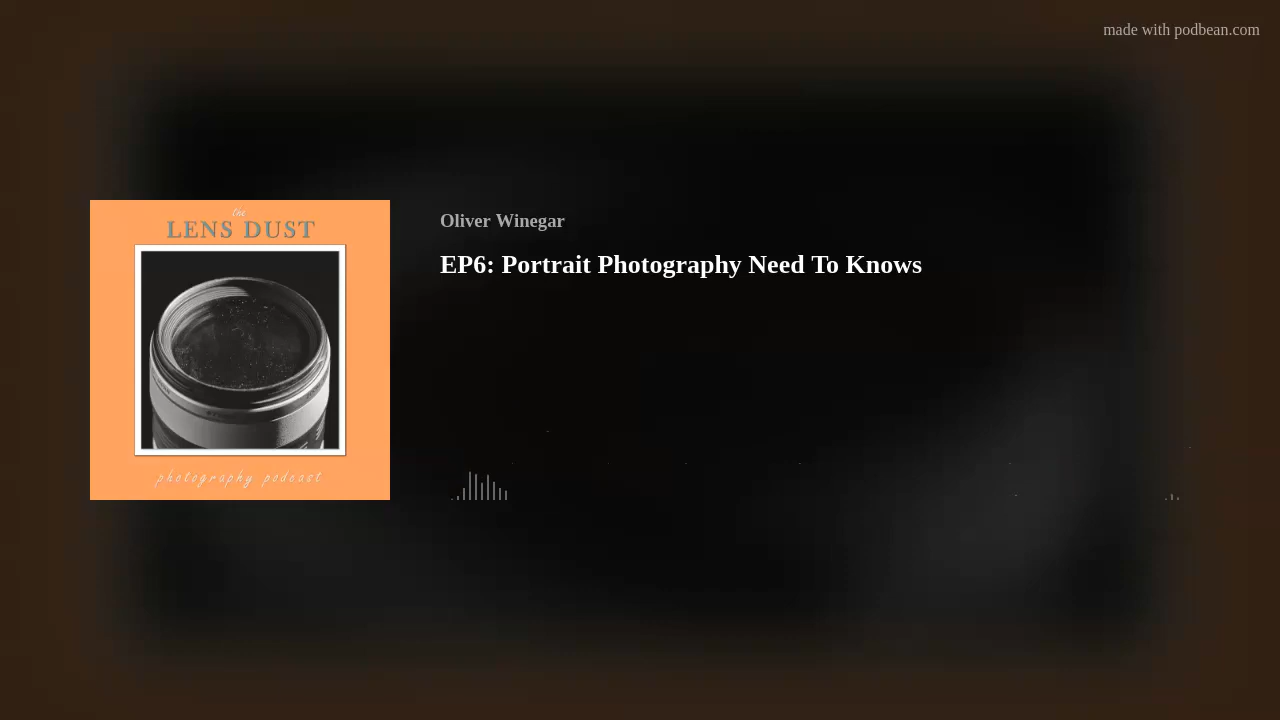 made with podbean.com
the
LENS DUST
photography podcast
Oliver Winegar
EP6: Portrait Photography Need To Knows